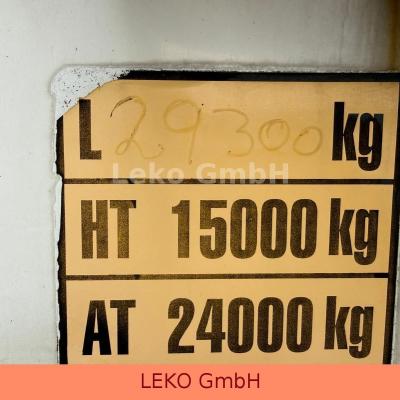 L 29300 kg
Leko GmbH
HT 15000 kg
AT 24000 kg
LEKO GmbH